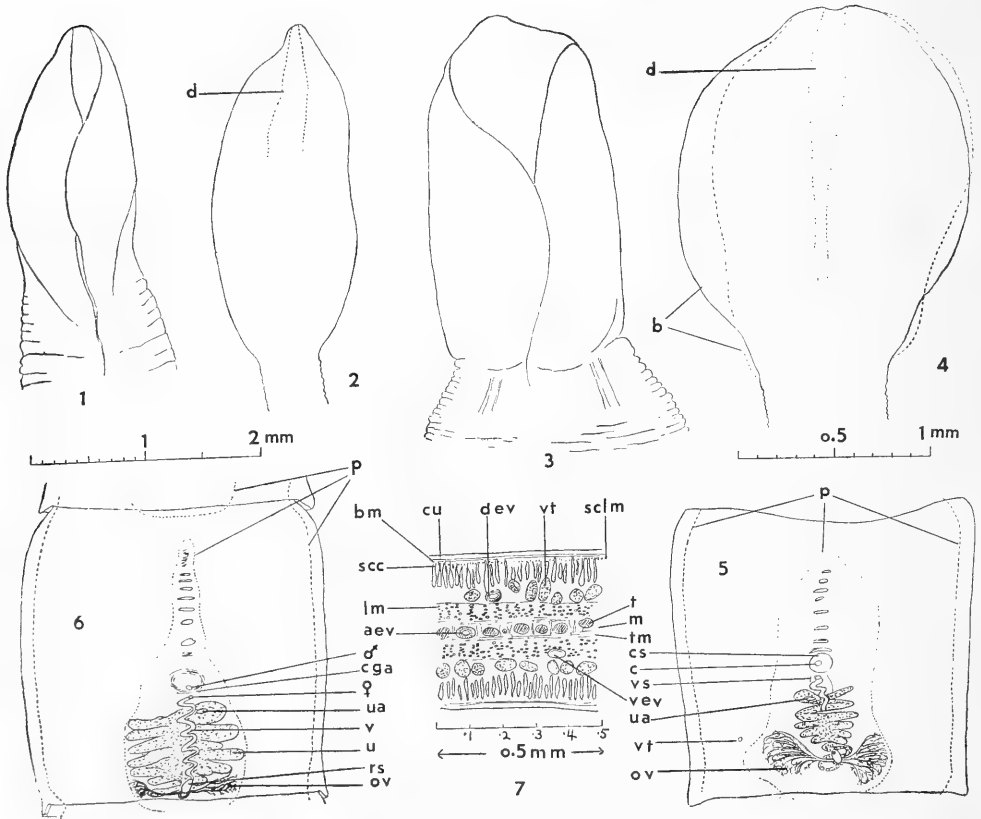 d
d
b
1
2
3
4
1 2 mm
0.5 1 mm
p
bm
cu
d ev
vt
sclm
p
scc
lm
aev
♂
cga
♀
ua
v
u
rs
ov
6
t
m
tm
vev
.1 .2 .3 .4 .5
0.5 mm
7
5
cs
c
vs
ua
vt
ov